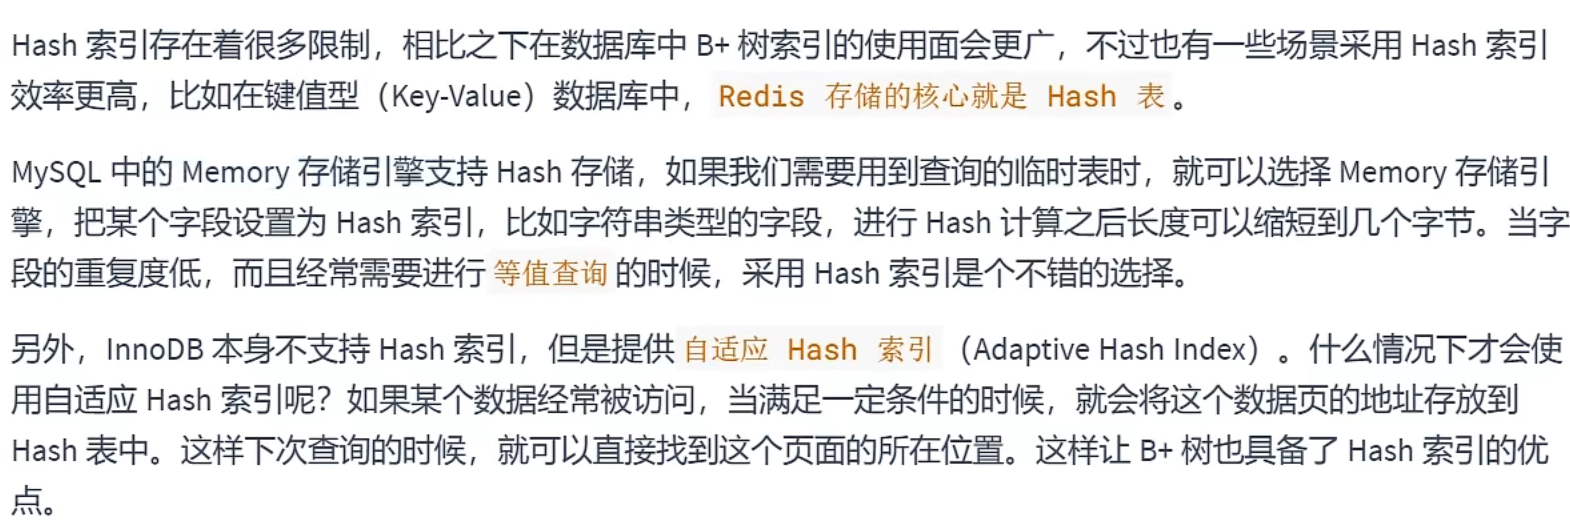 Hash 索引存在着很多限制，相比之下在数据库中 B+ 树索引的使用面会更广，不过也有一些场景采用 Hash 索引
效率更高，比如在键值型（Key-Value）数据库中，Redis 存储的核心就是 Hash 表。
MySQL 中的 Memory 存储引擎支持 Hash 存储，如果我们需要用到查询的临时表时，就可以选择 Memory 存储引
擎，把某个字段设置为 Hash 索引，比如字符串类型的字段，进行 Hash 计算之后长度可以缩短到几个字节。当字
段的重复度低，而且经常需要进行等值查询的时候，采用 Hash 索引是个不错的选择。
另外，InnoDB 本身不支持 Hash 索引，但是提供自适应 Hash 索引（Adaptive Hash Index）。什么情况下才会使
用自适应 Hash 索引呢？如果某个数据经常被访问，当满足一定条件的时候，就会将这个数据页的地址存放到
Hash 表中。这样下次查询的时候，就可以直接找到这个页面的所在位置。这样让 B+ 树也具备了 Hash 索引的优
点。